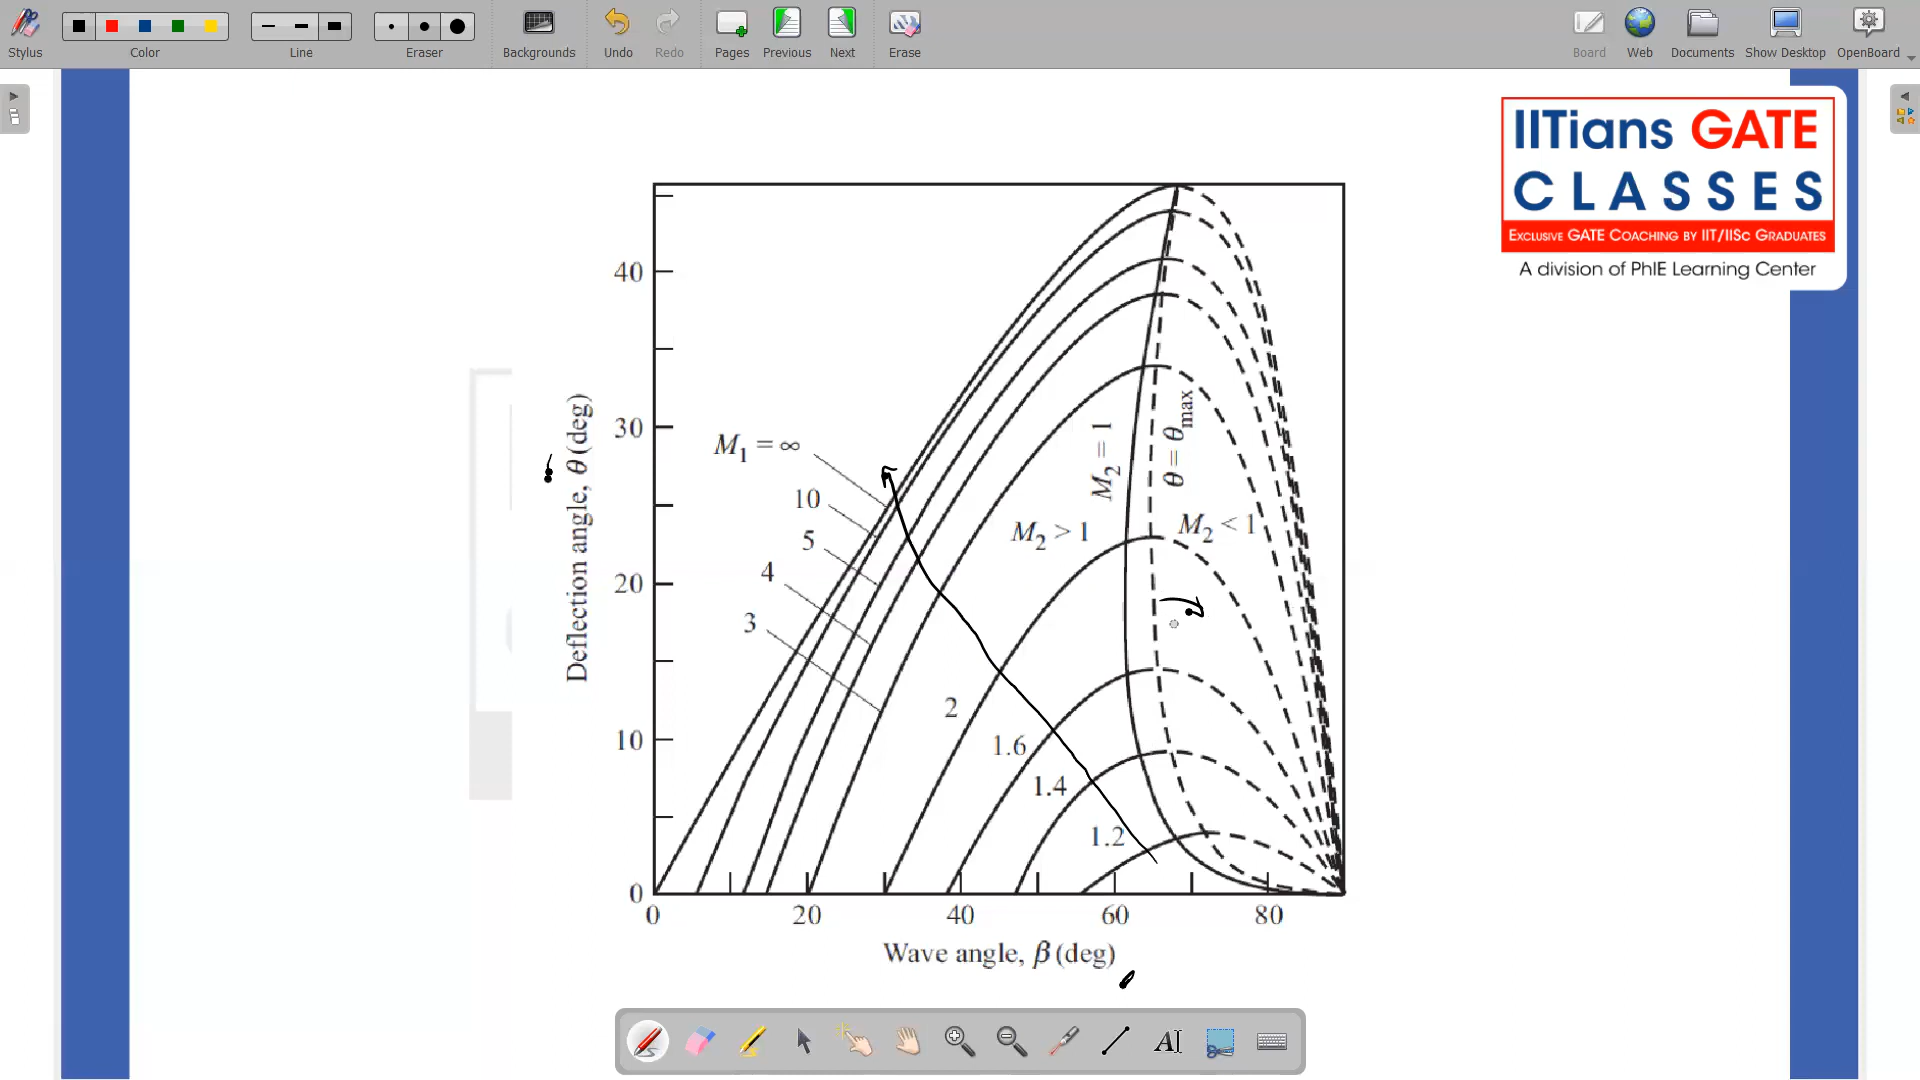 Stylus
Color
Line
Eraser
Backgrounds
Undo
Redo
Pages
Previous
Next
Erase
Board
Web
Documents
Show Desktop
OpenBoard
IITians GATE
CLASSES
EXCLUSIVE GATE COACHING BY IIT/IISC GRADUATES
A division of PhIE Learning Center
40
30
20
10
0
Deflection angle, θ (deg)
M₁ = ∞
10
5
4
3
2
1.6
1.4
1.2
M₂ = 1
θ = θmax
M₂ > 1
M₂ < 1
0 20 40 60 80
Wave angle, β (deg)